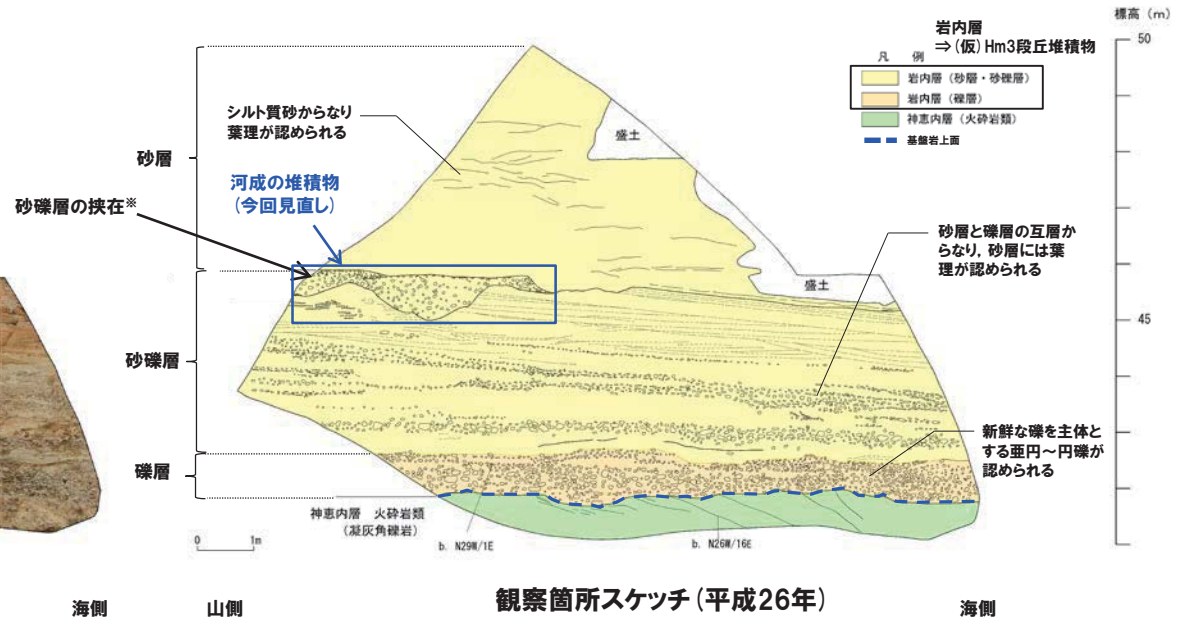 標高(m)
50
45
岩内層
⇒(仮)Hm3段丘堆積物
凡 例
岩内層(砂層・砂礫層)
岩内層(礫層)
神恵内層(火砕岩類)
基盤岩上面
シルト質砂からなり
葉理が認められる
盛土
砂層
河成の堆積物
(今回見直し)
砂礫層の挟在※
砂層と礫層の互層か
らなり,砂層には葉
理が認められる
盛土
砂礫層
新鮮な礫を主体と
する亜円~円礫が
認められる
礫層
神恵内層 火砕岩類
(凝灰角礫岩)
0 1m
b. N29W/1E
b. N26W/16E
海側
山側
観察箇所スケッチ(平成26年)
海側